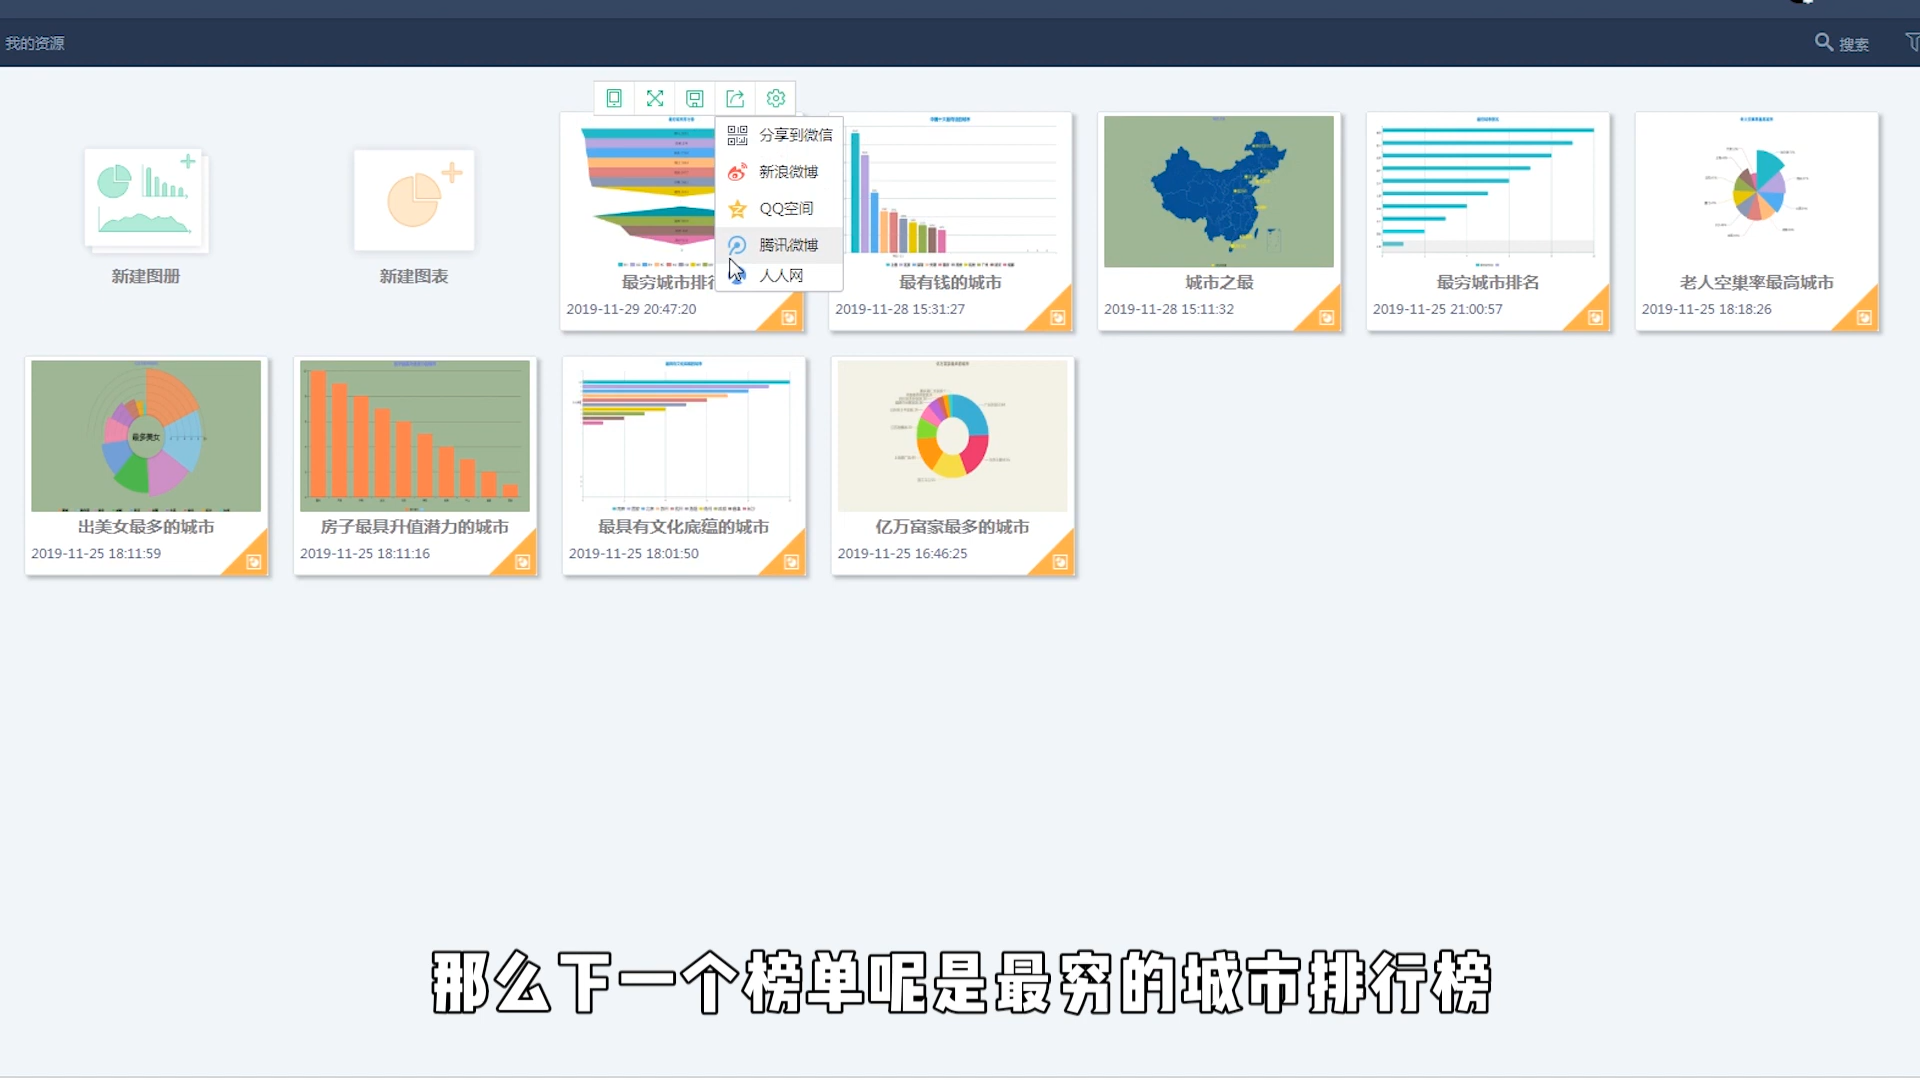 我的资源
搜索
分享到微信
新浪微博
QQ空间
腾讯微博
人人网
新建图册
新建图表
最穷城市排行
2019-11-29 20:47:20
最有钱的城市
2019-11-28 15:31:27
城市之最
2019-11-28 15:11:32
最穷城市排名
2019-11-25 21:00:57
老人空巢率最高城市
2019-11-25 18:18:26
最多美女
出美女最多的城市
2019-11-25 18:11:59
房子最具升值潜力的城市
2019-11-25 18:11:16
最具有文化底蕴的城市
2019-11-25 18:01:50
亿万富豪最多的城市
2019-11-25 16:46:25
那么下一个榜单呢是最穷的城市排行榜